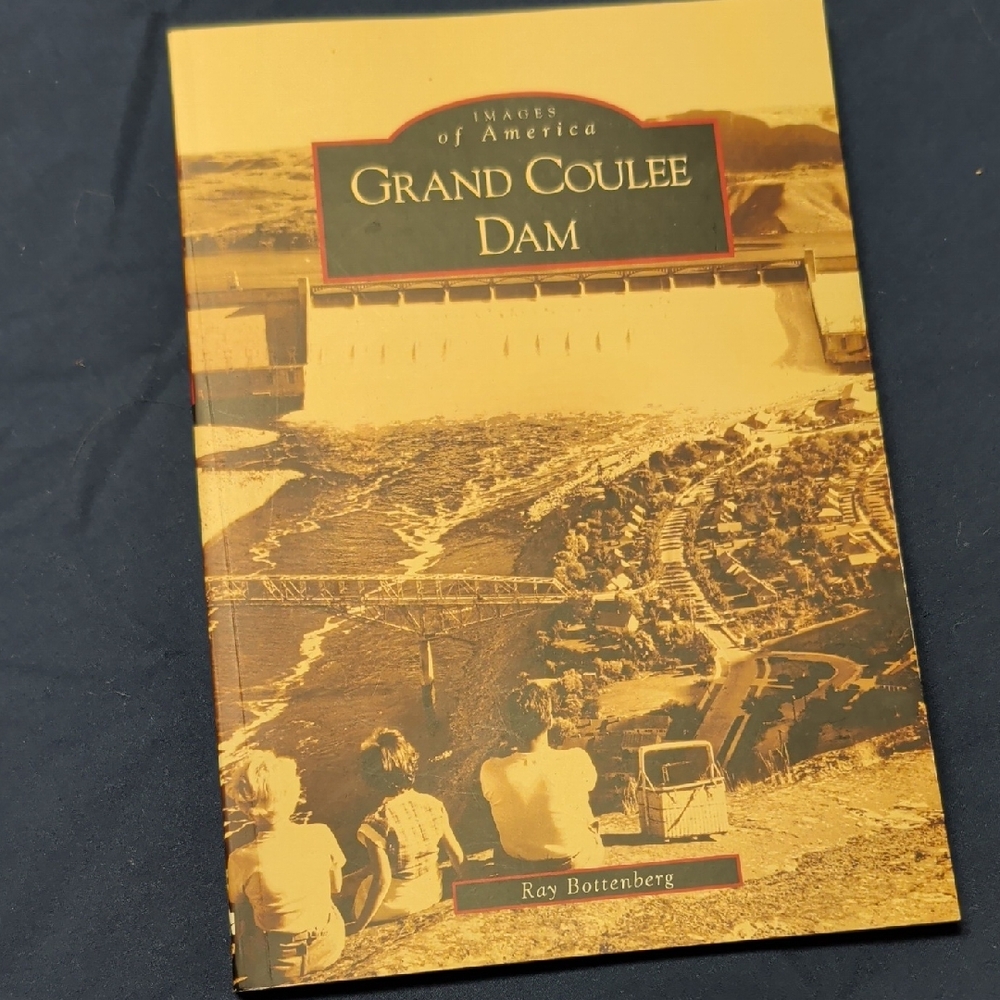 IMAGES
of America
GRAND COULEE
DAM
Ray Bottenberg